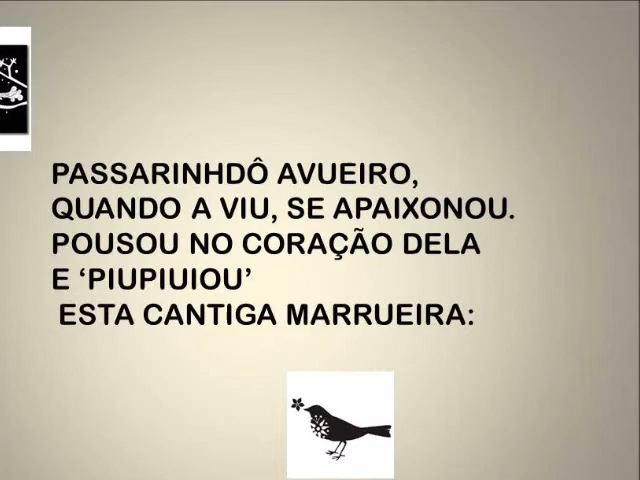 PASSARINHDÔ AVUEIRO,
QUANDO A VIU, SE APAIXONOU.
POUSOU NO CORAÇÃO DELA
E ‘PIUPIUIOU’
ESTA CANTIGA MARRUEIRA: